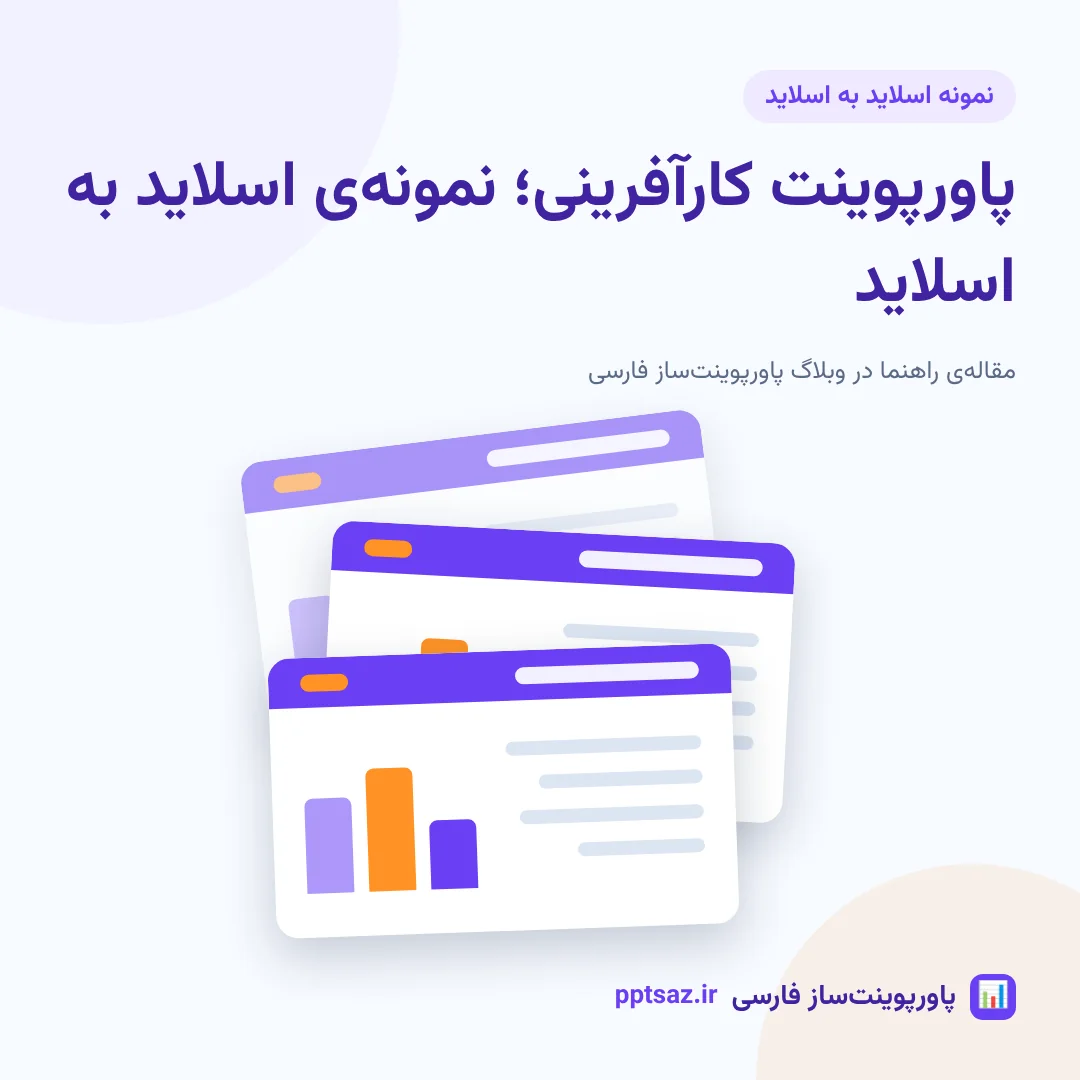 نمونه اسلاید به اسلاید
پاورپوینت کارآفرینی؛ نمونه‌ی اسلاید به
اسلاید
مقاله‌ی راهنما در وبلاگ پاورپوینت‌ساز فارسی
پاورپوینت‌ساز فارسی pptsaz.ir